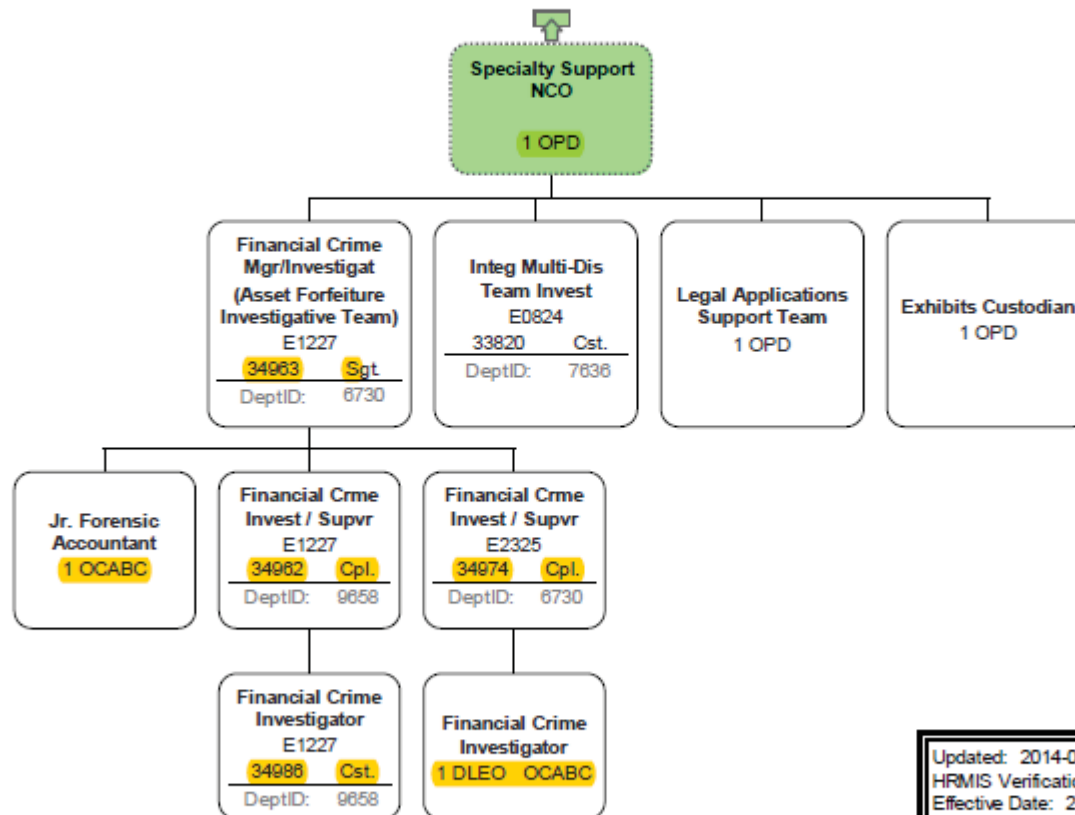 Specialty Support
NCO
1 OPD
Financial Crime
Mgr/Investigat
(Asset Forfeiture
Investigative Team)
E1227
34963 Sgt.
DeptID: 6730
Integ Multi-Dis
Team Invest
E0824
33820 Cst.
DeptID: 7636
Legal Applications
Support Team
1 OPD
Exhibits Custodian
1 OPD
Jr. Forensic
Accountant
1 OCABC
Financial Crme
Invest / Supvr
E1227
34962 Cpl.
DeptID: 9658
Financial Crme
Invest / Supvr
E2325
34974 Cpl.
DeptID: 6730
Financial Crime
Investigator
E1227
34986 Cst.
DeptID: 9658
Financial Crime
Investigator
1 DLEO OCABC
Updated: 2014-0
HRMIS Verificatio
Effective Date: 2